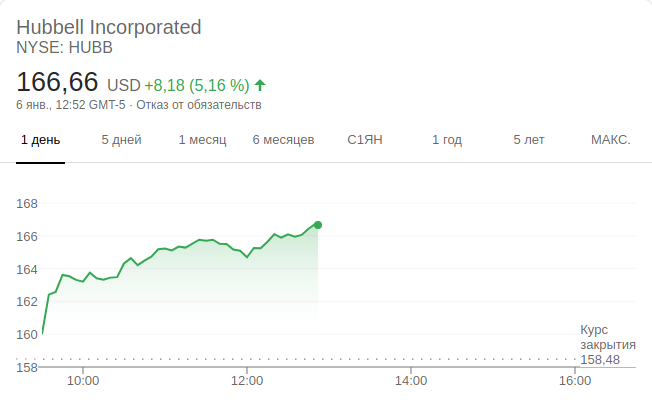 Hubbell Incorporated
NYSE: HUBB
166,66 USD +8,18 (5,16 %)
6 янв., 12:52 GMT-5 · Отказ от обязательств
1 день 5 дней 1 месяц 6 месяцев С1ЯН 1 год 5 лет МАКС.
168
166
164
162
160
Курс
закрытия
158,48
158
10:00 12:00 14:00 16:00